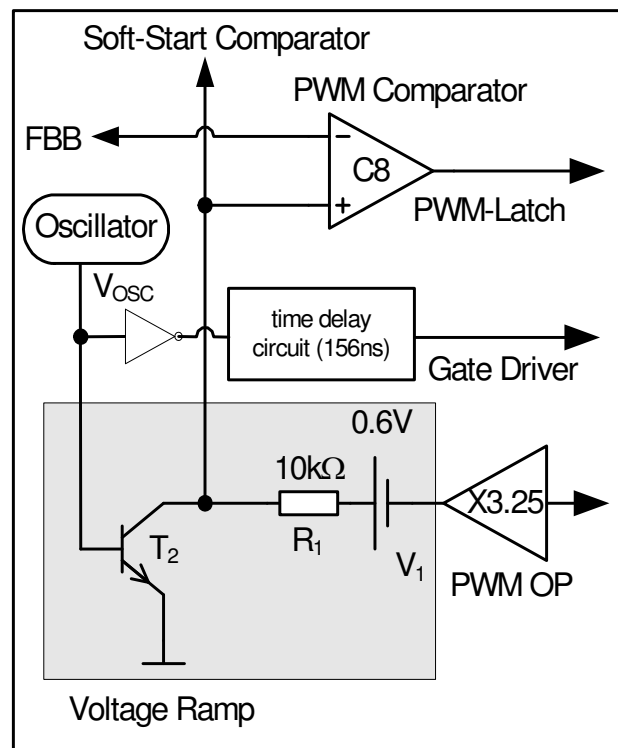 Soft-Start Comparator
PWM Comparator
FBB
−
C8
+
PWM-Latch
Oscillator
VOSC
time delay
circuit (156ns)
Gate Driver
0.6V
10kΩ
X3.25
T2
R1
V1
PWM OP
Voltage Ramp